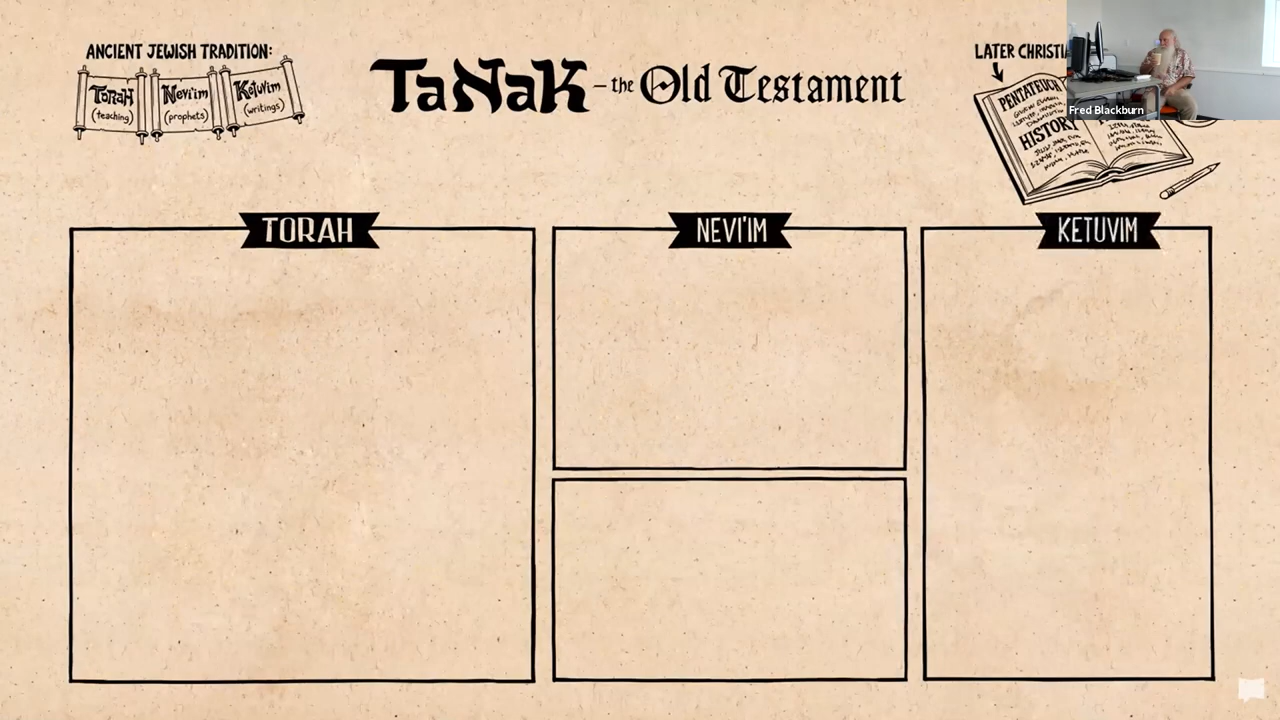 ANCIENT JEWISH TRADITION:
TORAH
(teaching)
Nevi'im
(prophets)
Ketuvim
(writings)
TaNaK – the Old Testament
LATER
PENTATEUCH
HISTORY
Fred Blackburn
TORAH
NEVI'IM
KETUVIM